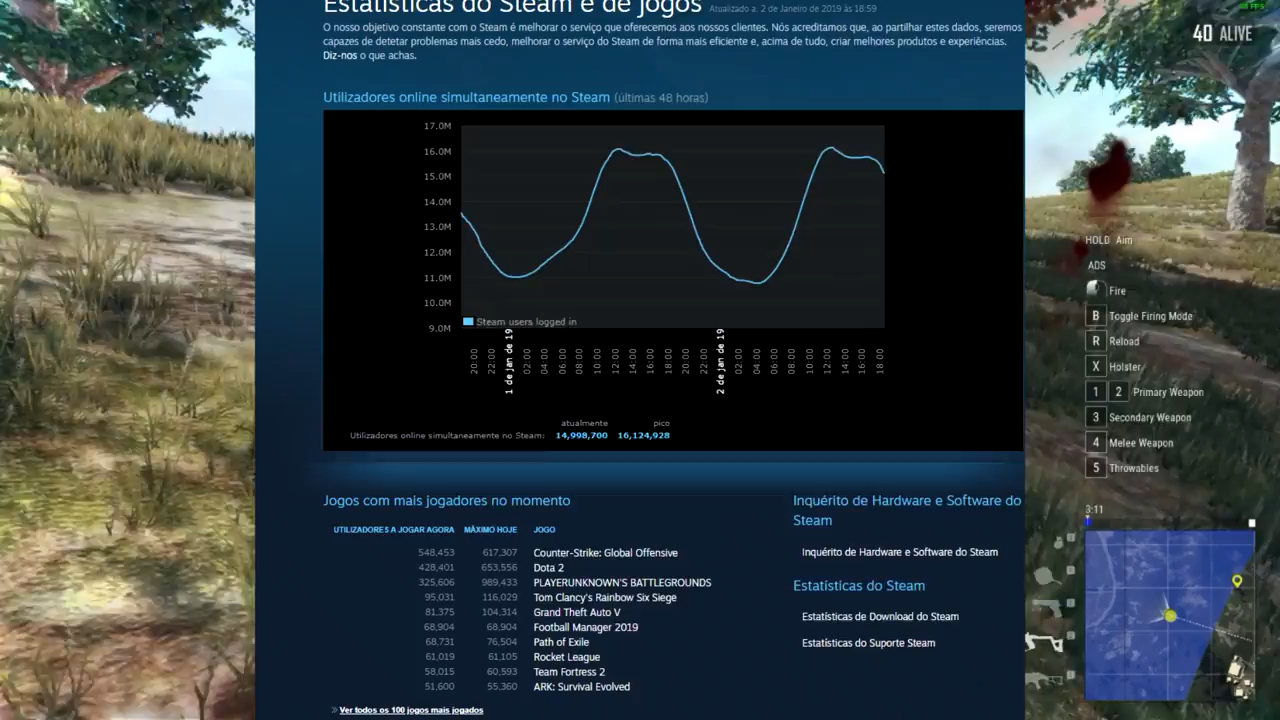 Estatísticas do Steam e de jogos Atualizado a: 2 de Janeiro de 2019 às 18:59
O nosso objetivo constante com o Steam é melhorar o serviço que oferecemos aos nossos clientes. Nós acreditamos que, ao partilhar estes dados, seremos
capazes de detetar problemas mais cedo, melhorar o serviço do Steam de forma mais eficiente e, acima de tudo, criar melhores produtos e experiências.
Diz-nos o que achas.
Utilizadores online simultaneamente no Steam (últimas 48 horas)
17.0M
16.0M
15.0M
14.0M
13.0M
12.0M
11.0M
10.0M
9.0M
Steam users logged in
20:00 22:00 1 de jan de 19 02:00 04:00 06:00 08:00 10:00 12:00 14:00 16:00 18:00 20:00 22:00 2 de jan de 19 02:00 04:00 06:00 08:00 10:00 12:00 14:00 16:00 18:00
atualmente pico
Utilizadores online simultaneamente no Steam: 14,998,700 16,124,928
Jogos com mais jogadores no momento
UTILIZADORES A JOGAR AGORA MÁXIMO HOJE JOGO
548,453 617,307 Counter-Strike: Global Offensive
428,401 653,556 Dota 2
325,606 989,433 PLAYERUNKNOWN'S BATTLEGROUNDS
95,031 116,029 Tom Clancy's Rainbow Six Siege
81,375 104,314 Grand Theft Auto V
68,904 68,904 Football Manager 2019
68,731 76,504 Path of Exile
61,019 61,105 Rocket League
58,015 60,593 Team Fortress 2
51,600 55,360 ARK: Survival Evolved
» Ver todos os 100 jogos mais jogados
Inquérito de Hardware e Software do
Steam
Inquérito de Hardware e Software do Steam
Estatísticas do Steam
Estatísticas de Download do Steam
Estatísticas do Suporte Steam
40 ALIVE
HOLD Aim
ADS
Fire
B Toggle Firing Mode
R Reload
X Holster
1 2 Primary Weapon
3 Secondary Weapon
4 Melee Weapon
5 Throwables
3:11